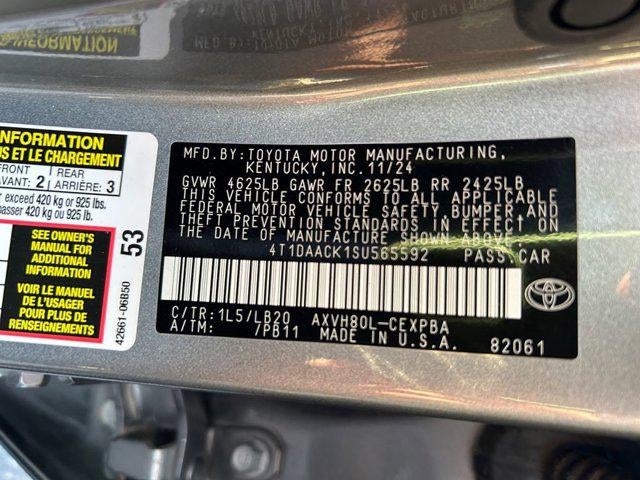 INFORMATION
US ET LE CHARGEMENT
FRONT REAR
AVANT: 2 ARRIÈRE: 3
exceed 420 kg or 925 lbs.
passer 420 kg ou 925 lb.
SEE OWNER'S
MANUAL FOR
ADDITIONAL
INFORMATION
VOIR LE MANUEL
DE L'USAGER
POUR PLUS DE
RENSEIGNEMENTS
53
42661-06B50
MFD.BY:TOYOTA MOTOR MANUFACTURING,
KENTUCKY, INC. 11/24
GVWR 4625LB GAWR FR 2625LB RR 2425LB
THIS VEHICLE CONFORMS TO ALL APPLICABLE
FEDERAL MOTOR VEHICLE SAFETY,BUMPER,AND
THEFT PREVENTION STANDARDS IN EFFECT ON
THE DATE OF MANUFACTURE SHOWN ABOVE.
4T1DAACK1SU565592 PASS CAR
C/TR:1L5/LB20 AXVH80L-CEXPBA
A/TM: 7PB11 MADE IN U.S.A.
82061
TOYOTA